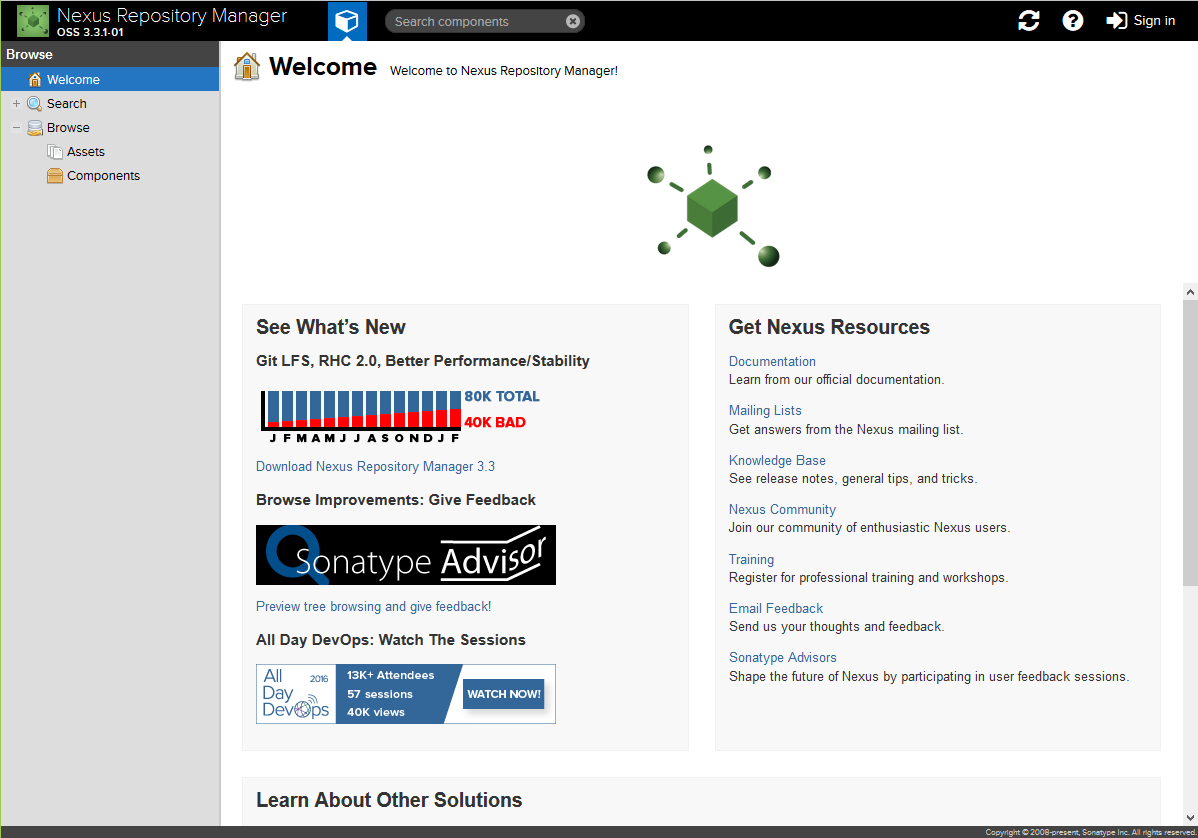 Nexus Repository Manager
OSS 3.3.1-01
Search components
Sign in
Browse
Welcome
Search
Browse
Assets
Components
Welcome
Welcome to Nexus Repository Manager!
See What's New
Git LFS, RHC 2.0, Better Performance/Stability
80K TOTAL
40K BAD
J F M A M J J A S O N D J F
Download Nexus Repository Manager 3.3
Browse Improvements: Give Feedback
Sonatype Advisor
Preview tree browsing and give feedback!
All Day DevOps: Watch The Sessions
All 2016
Day
DevOps
13K+ Attendees
57 sessions
40K views
WATCH NOW!
Get Nexus Resources
Documentation
Learn from our official documentation.
Mailing Lists
Get answers from the Nexus mailing list.
Knowledge Base
See release notes, general tips, and tricks.
Nexus Community
Join our community of enthusiastic Nexus users.
Training
Register for professional training and workshops.
Email Feedback
Send us your thoughts and feedback.
Sonatype Advisors
Shape the future of Nexus by participating in user feedback sessions.
Learn About Other Solutions
Copyright © 2008-present, Sonatype Inc. All rights reserved.